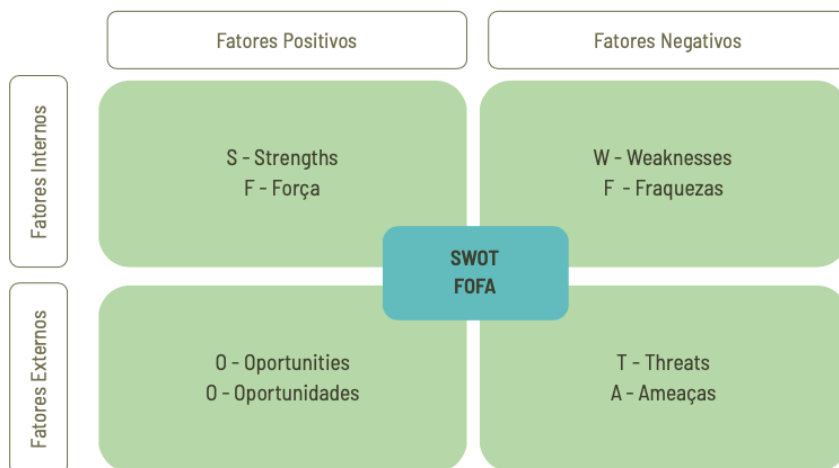 Fatores Positivos
Fatores Negativos
Fatores Internos
S - Strengths
F - Força
W - Weaknesses
F - Fraquezas
SWOT
FOFA
Fatores Externos
O - Oportunities
O - Oportunidades
T - Threats
A - Ameaças